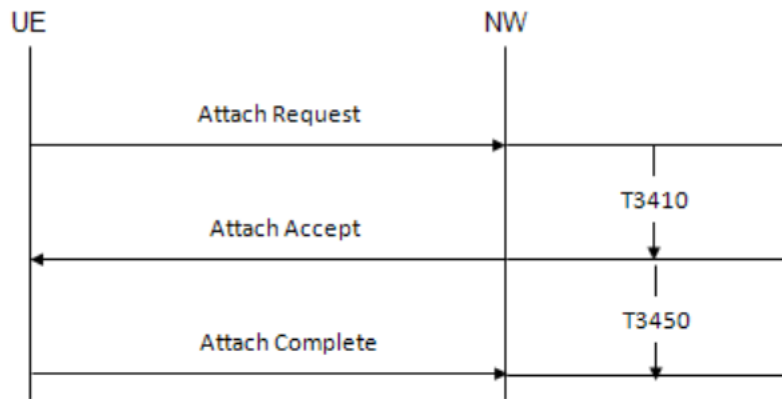 UE
NW
Attach Request
T3410
Attach Accept
T3450
Attach Complete